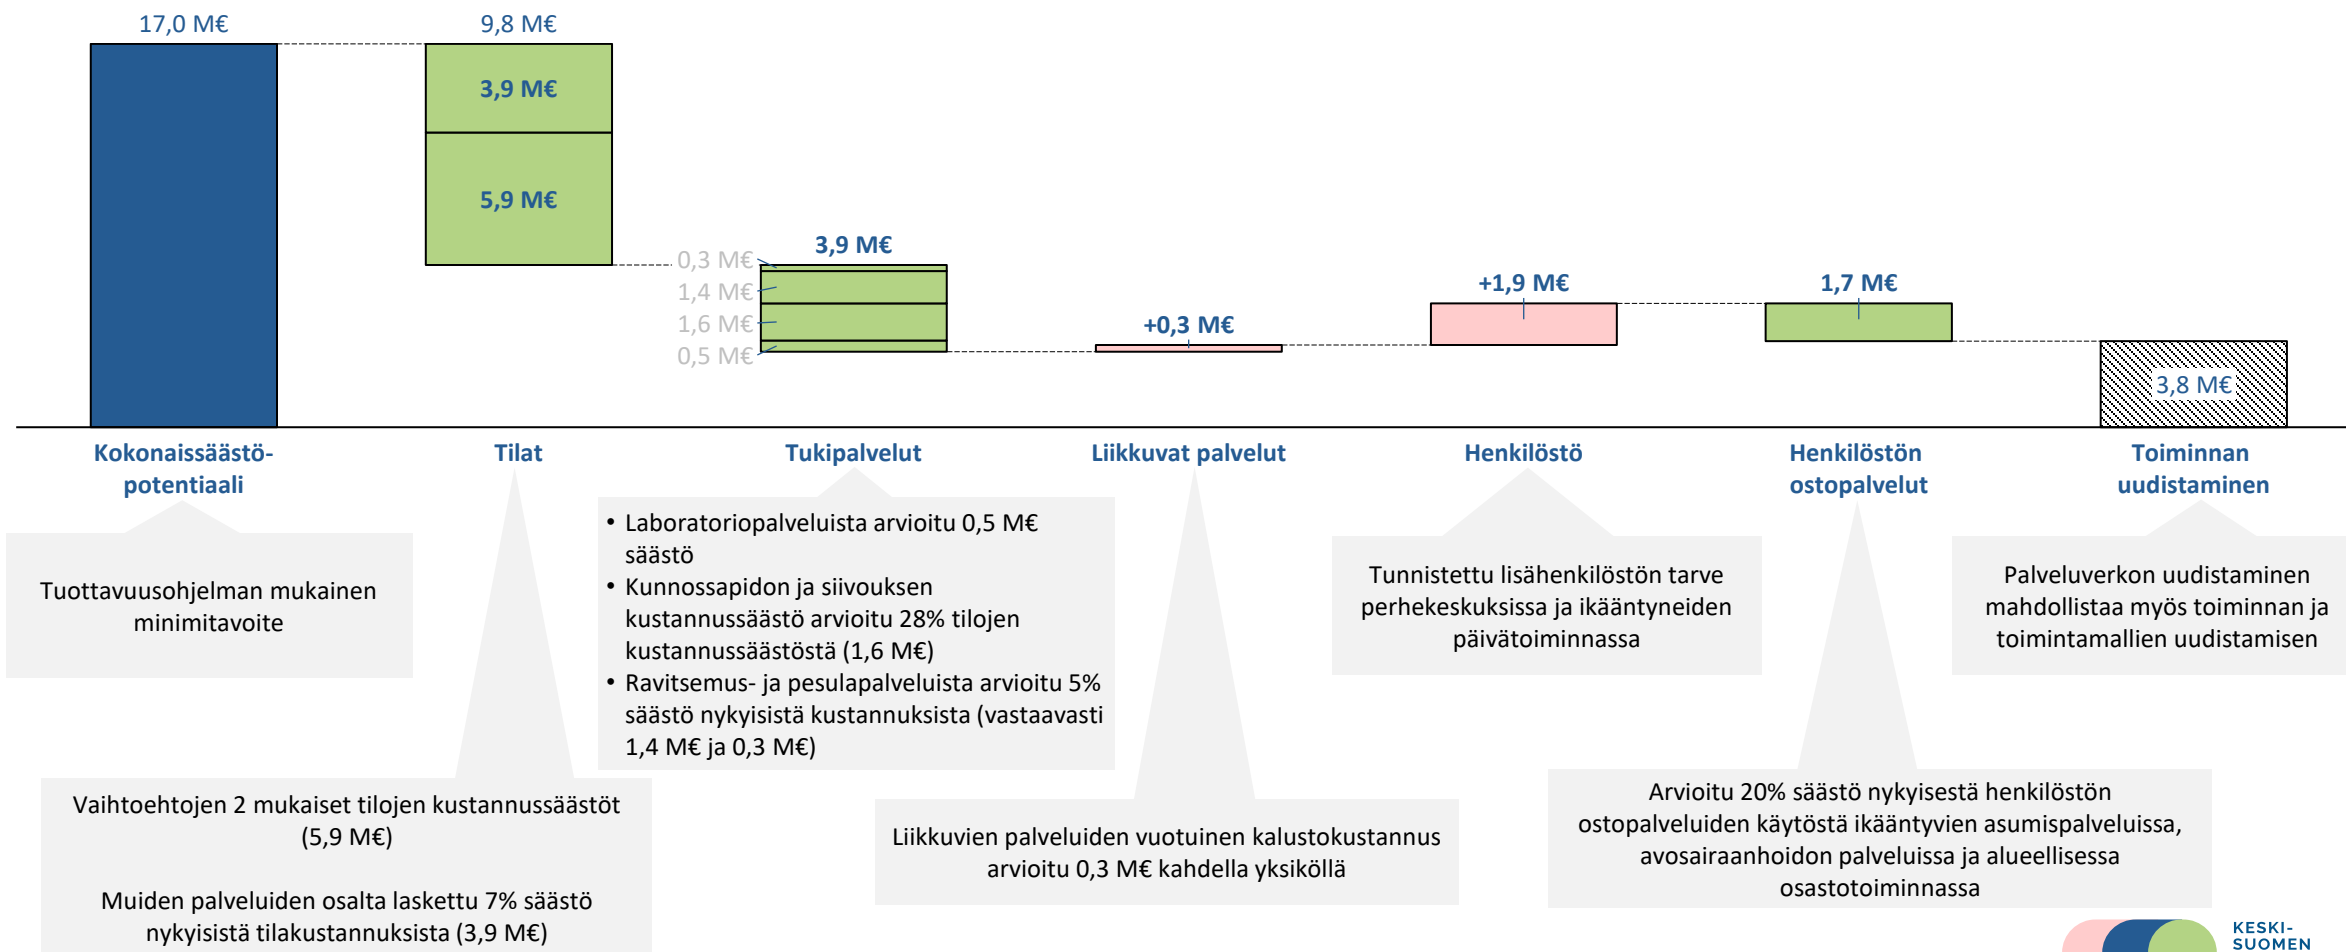 17,0 M€
9,8 M€
3,9 M€
5,9 M€
0,3 M€
1,4 M€
1,6 M€
0,5 M€
3,9 M€
+0,3 M€
+1,9 M€
1,7 M€
3,8 M€
Kokonaissäästö-
potentiaali
Tilat
Tukipalvelut
Liikkuvat palvelut
Henkilöstö
Henkilöstön
ostopalvelut
Toiminnan
uudistaminen
Tuottavuusohjelman mukainen
minimitavoite
Vaihtoehtojen 2 mukaiset tilojen kustannussäästöt
(5,9 M€)
Muiden palveluiden osalta laskettu 7% säästö
nykyisistä tilakustannuksista (3,9 M€)
• Laboratoriopalveluista arvioitu 0,5 M€
säästö
• Kunnossapidon ja siivouksen
kustannussäästö arvioitu 28% tilojen
kustannussäästöstä (1,6 M€)
• Ravitsemus- ja pesulapalveluista arvioitu 5%
säästö nykyisistä kustannuksista (vastaavasti
1,4 M€ ja 0,3 M€)
Liikkuvien palveluiden vuotuinen kalustokustannus
arvioitu 0,3 M€ kahdella yksiköllä
Tunnistettu lisähenkilöstön tarve
perhekeskuksissa ja ikääntyneiden
päivätoiminnassa
Arvioitu 20% säästö nykyisestä henkilöstön
ostopalveluiden käytöstä ikääntyvien asumispalveluissa,
avosairaanhoidon palveluissa ja alueellisessa
osastotoiminnassa
Palveluverkon uudistaminen
mahdollistaa myös toiminnan ja
toimintamallien uudistamisen
KESKI-
SUOMEN